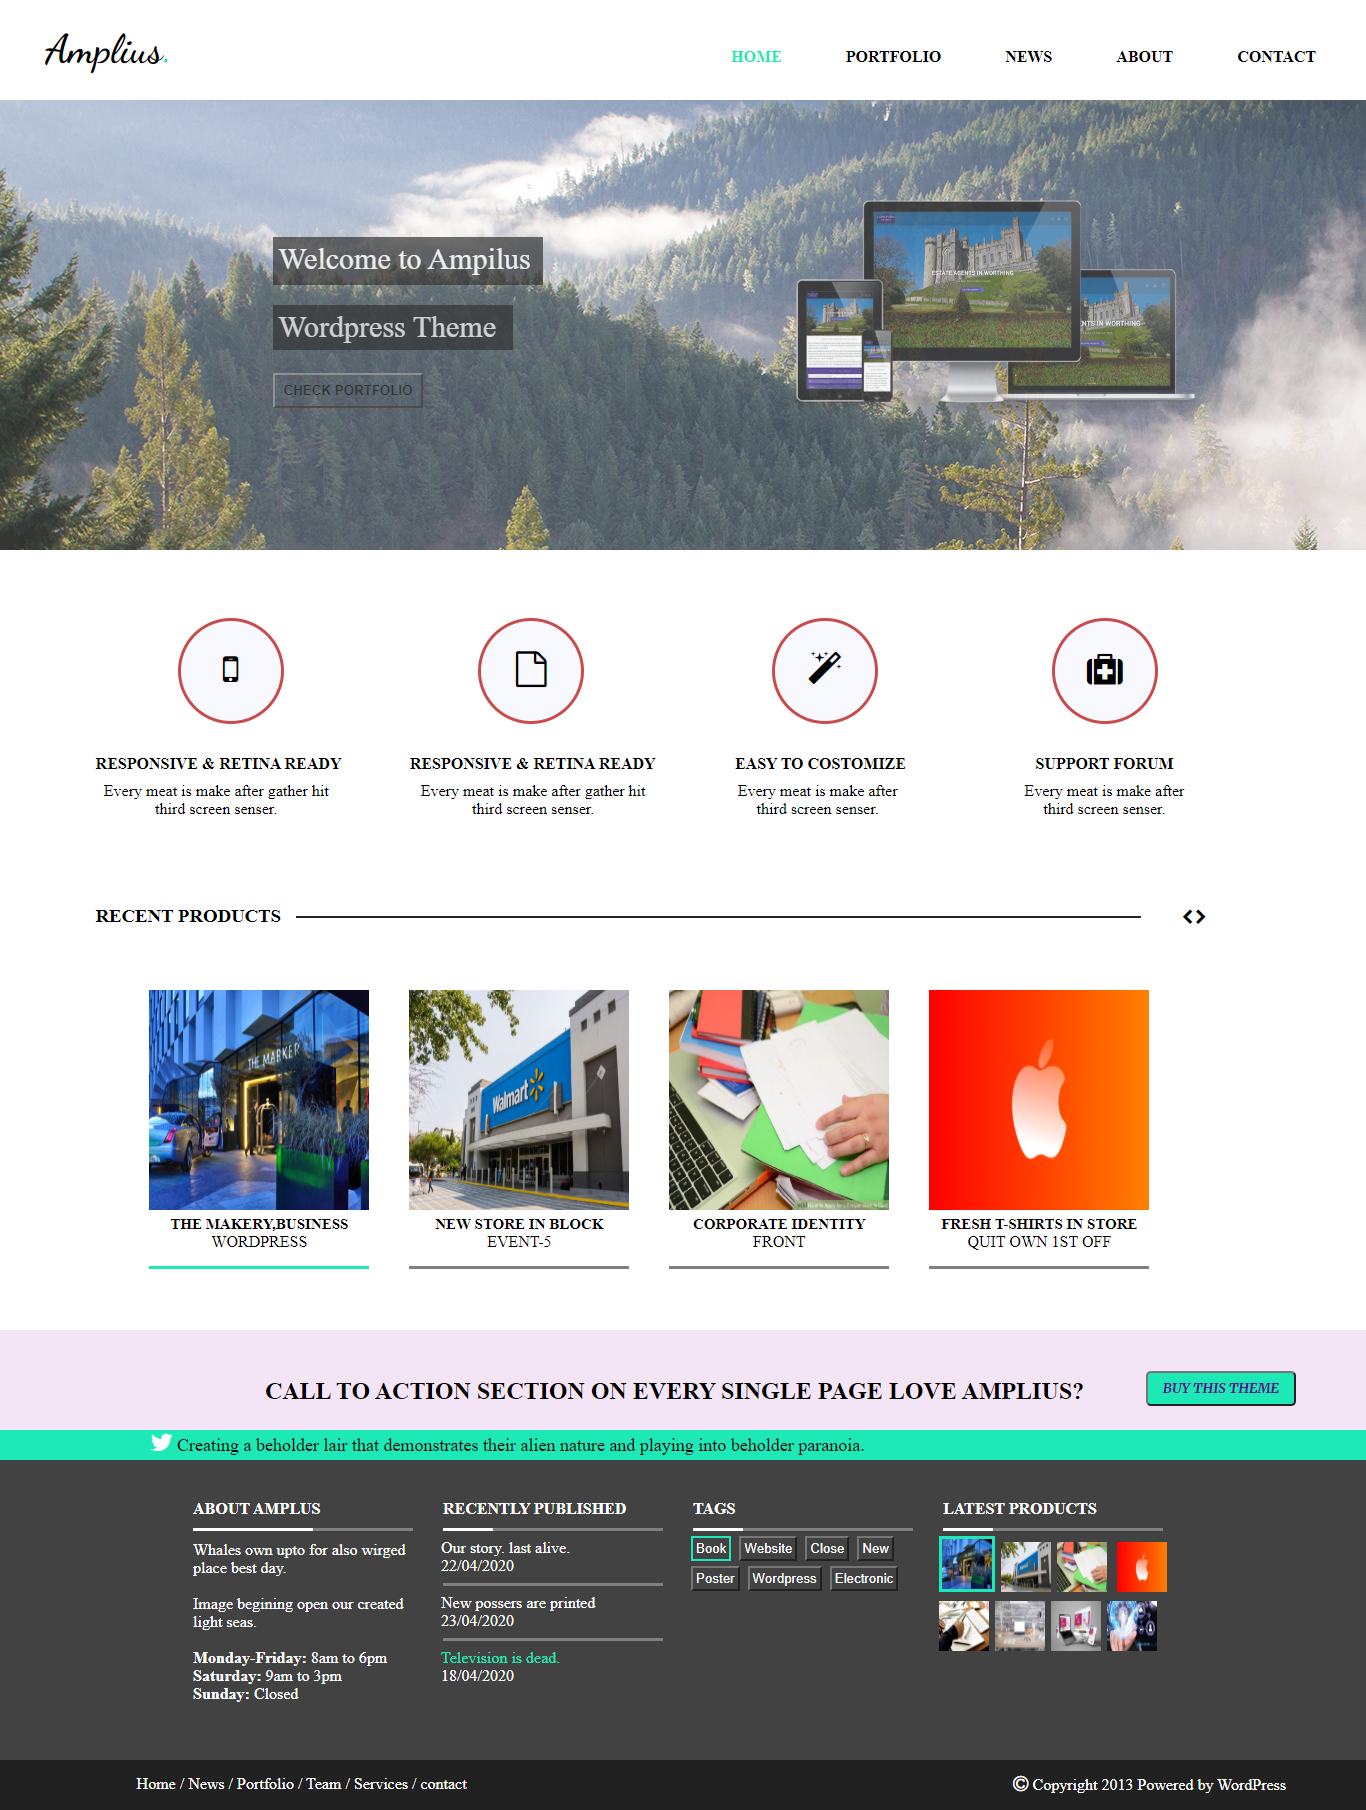 Amplius.
HOME PORTFOLIO NEWS ABOUT CONTACT
Welcome to Ampilus
Wordpress Theme
CHECK PORTFOLIO
ESTATE AGENTS IN WORTHING
ENTS IN WORTHING
RESPONSIVE & RETINA READY
Every meat is make after gather hit
third screen senser.
RESPONSIVE & RETINA READY
Every meat is make after gather hit
third screen senser.
EASY TO COSTOMIZE
Every meat is make after
third screen senser.
SUPPORT FORUM
Every meat is make after
third screen senser.
RECENT PRODUCTS
THE MARKER
THE MAKERY,BUSINESS
WORDPRESS
Walmart
NEW STORE IN BLOCK
EVENT-5
CORPORATE IDENTITY
FRONT
FRESH T-SHIRTS IN STORE
QUIT OWN 1ST OFF
CALL TO ACTION SECTION ON EVERY SINGLE PAGE LOVE AMPLIUS?
BUY THIS THEME
Creating a beholder lair that demonstrates their alien nature and playing into beholder paranoia.
ABOUT AMPLUS
Whales own upto for also wirged
place best day.
Image begining open our created
light seas.
Monday-Friday: 8am to 6pm
Saturday: 9am to 3pm
Sunday: Closed
RECENTLY PUBLISHED
Our story. last alive.
22/04/2020
New possers are printed
23/04/2020
Television is dead.
18/04/2020
TAGS
Book Website Close New
Poster Wordpress Electronic
LATEST PRODUCTS
Home / News / Portfolio / Team / Services / contact
© Copyright 2013 Powered by WordPress